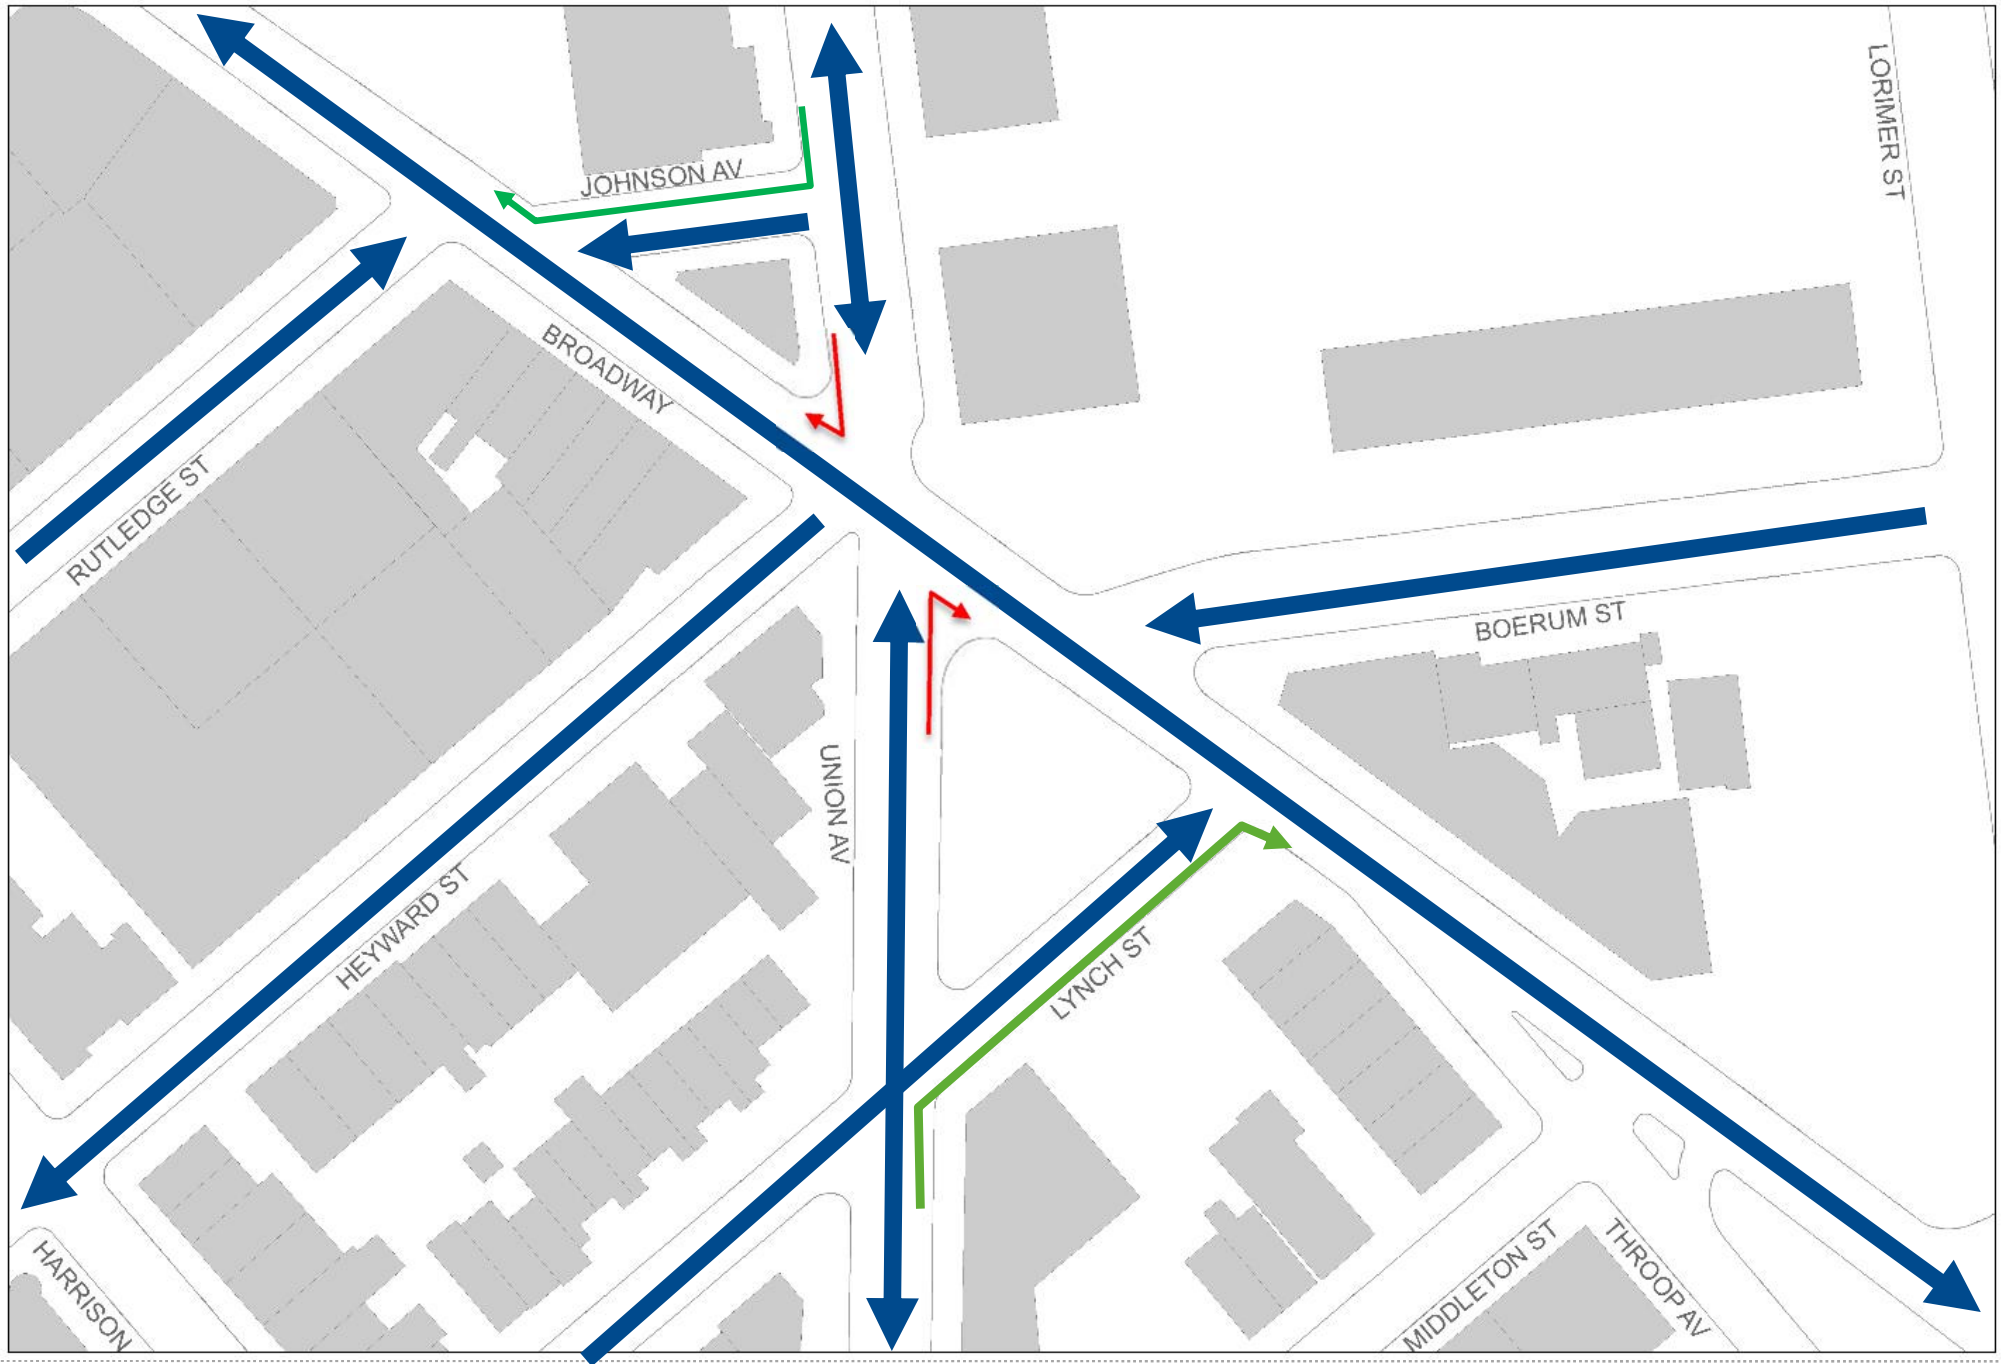 LORIMER ST
JOHNSON AV
BROADWAY
RUTLEDGE ST
BOERUM ST
UNION AV
HEYWARD ST
LYNCH ST
HARRISON
MIDDLETON ST
THROOP AV